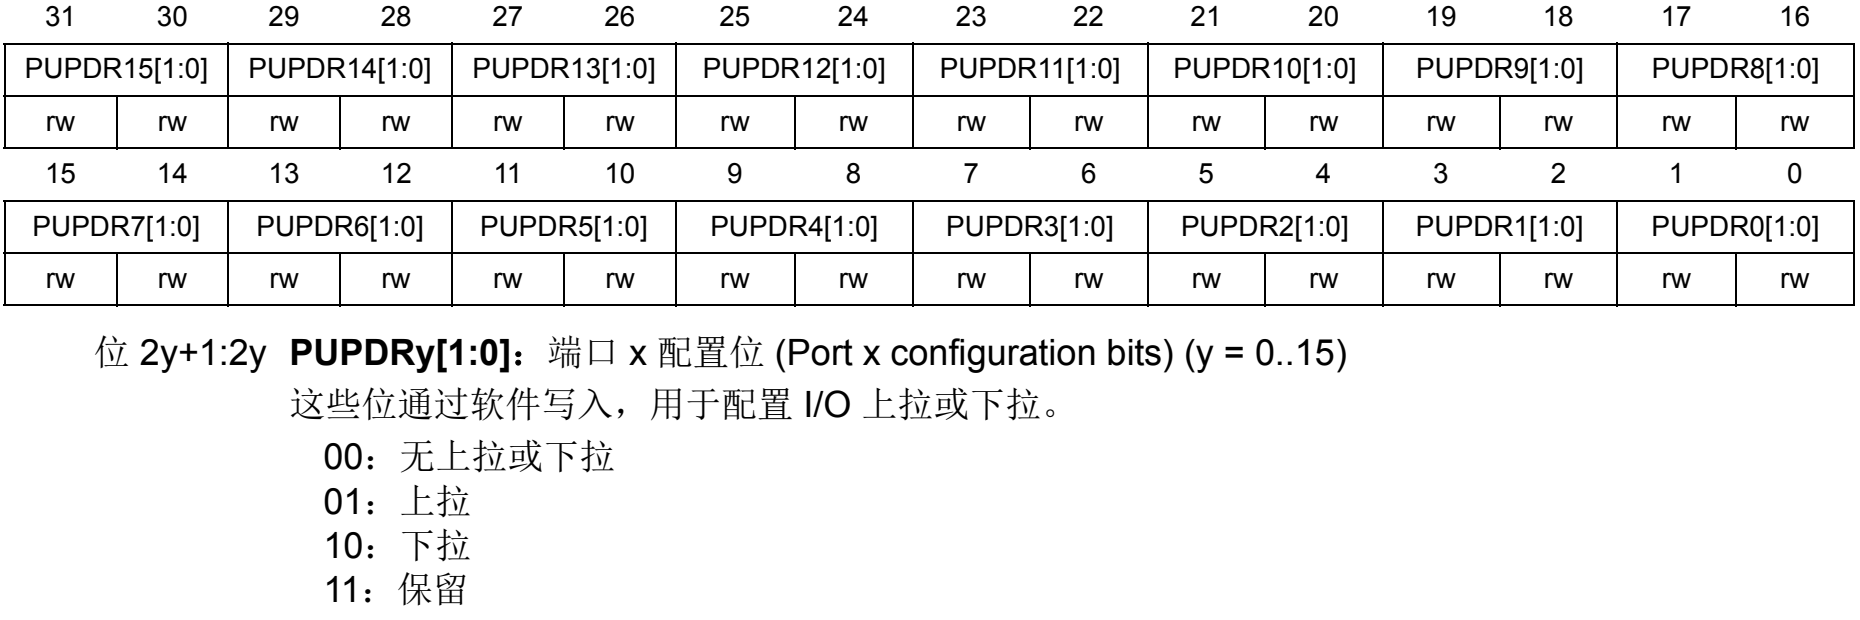 31 30 29 28 27 26 25 24 23 22 21 20 19 18 17 16
PUPDR15[1:0] PUPDR14[1:0] PUPDR13[1:0] PUPDR12[1:0] PUPDR11[1:0] PUPDR10[1:0] PUPDR9[1:0] PUPDR8[1:0]
rw rw rw rw rw rw rw rw rw rw rw rw rw rw rw rw
15 14 13 12 11 10 9 8 7 6 5 4 3 2 1 0
PUPDR7[1:0] PUPDR6[1:0] PUPDR5[1:0] PUPDR4[1:0] PUPDR3[1:0] PUPDR2[1:0] PUPDR1[1:0] PUPDR0[1:0]
rw rw rw rw rw rw rw rw rw rw rw rw rw rw rw rw
位 2y+1:2y PUPDRy[1:0]：端口 x 配置位 (Port x configuration bits) (y = 0..15)
这些位通过软件写入，用于配置 I/O 上拉或下拉。
00：无上拉或下拉
01：上拉
10：下拉
11：保留